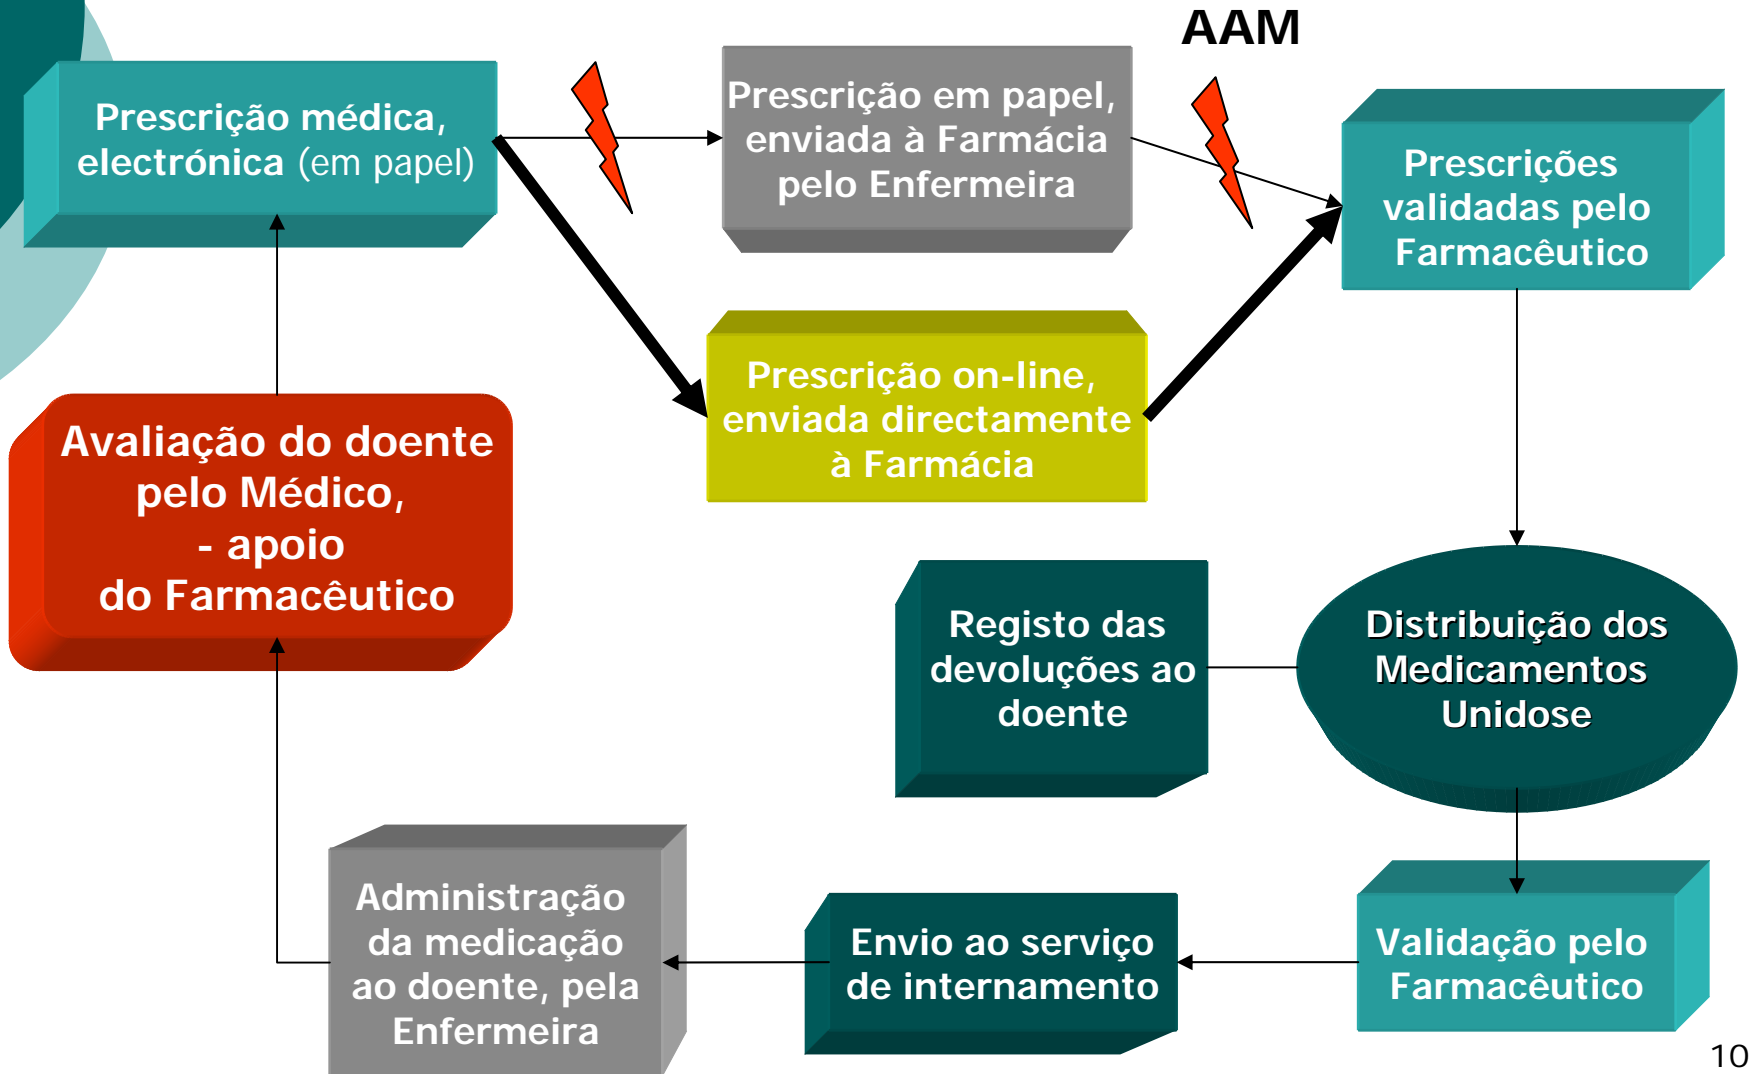 AAM
Prescrição médica,
electrónica (em papel)
Prescrição em papel,
enviada à Farmácia
pelo Enfermeira
Prescrições
validadas pelo
Farmacêutico
Prescrição on-line,
enviada directamente
à Farmácia
Avaliação do doente
pelo Médico,
- apoio
do Farmacêutico
Registo das
devoluções ao
doente
Distribuição dos
Medicamentos
Unidose
Administração
da medicação
ao doente, pela
Enfermeira
Envio ao serviço
de internamento
Validação pelo
Farmacêutico
10